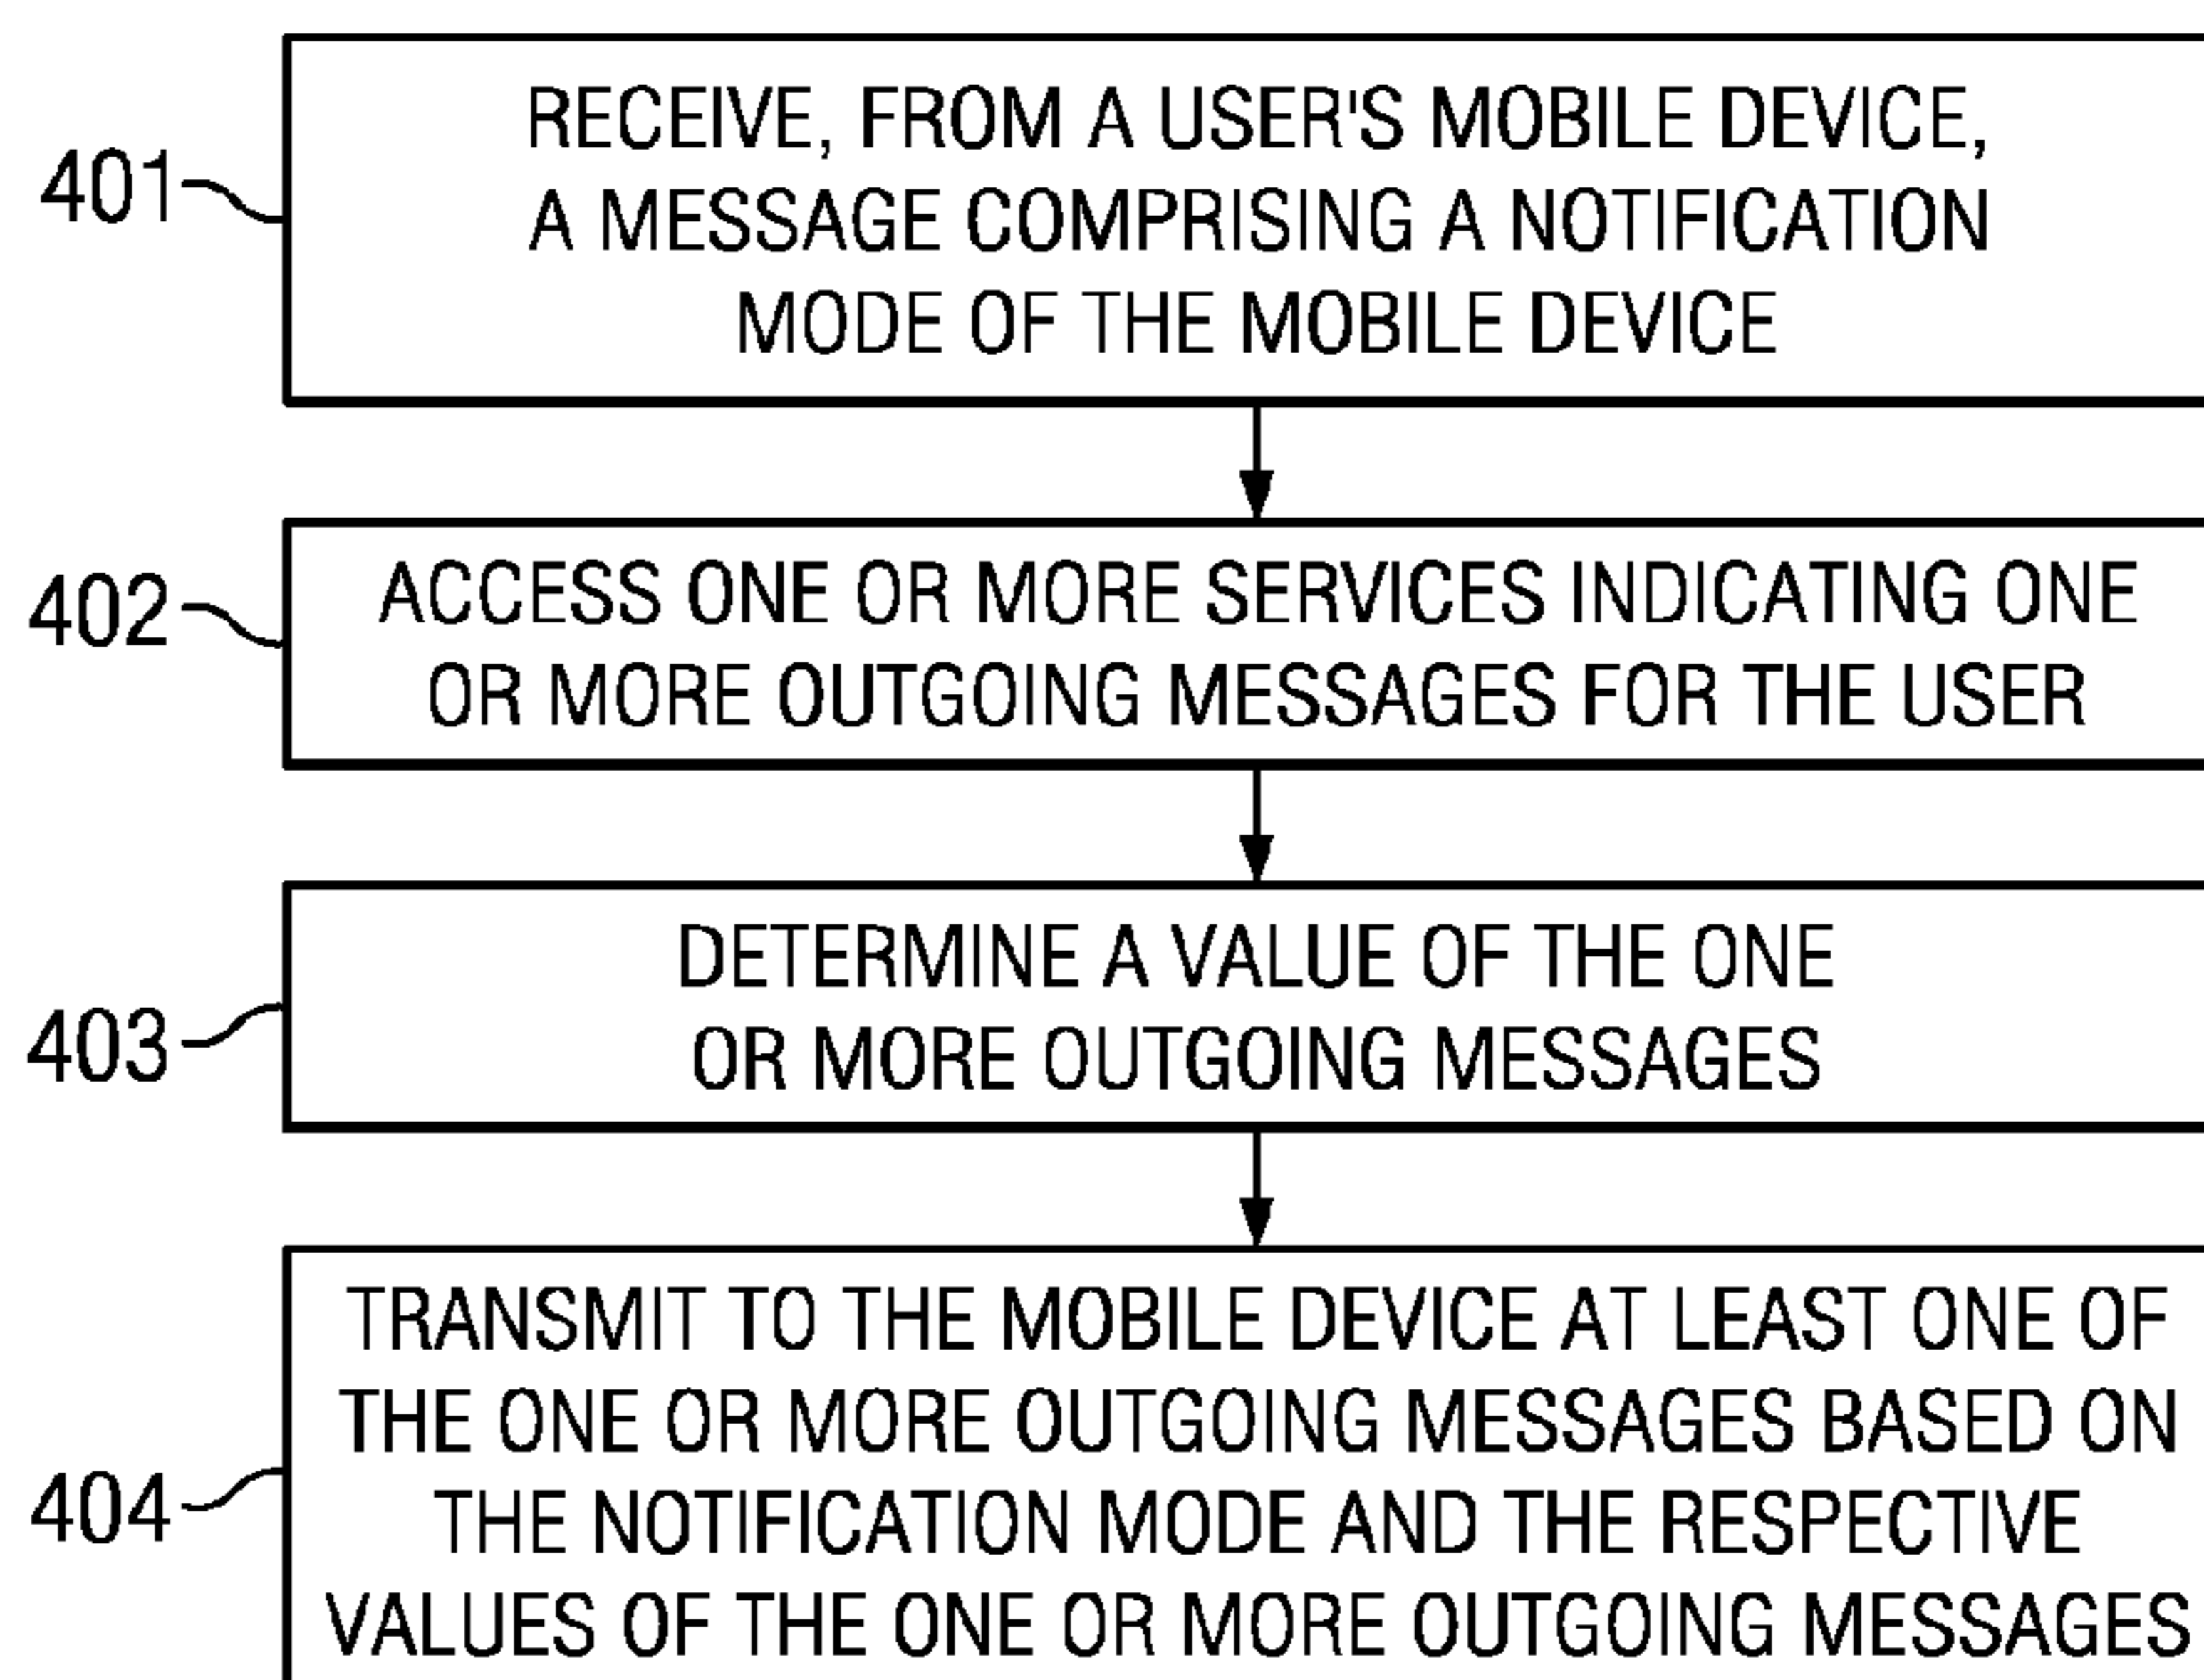 401
RECEIVE, FROM A USER'S MOBILE DEVICE,
A MESSAGE COMPRISING A NOTIFICATION
MODE OF THE MOBILE DEVICE
402
ACCESS ONE OR MORE SERVICES INDICATING ONE
OR MORE OUTGOING MESSAGES FOR THE USER
403
DETERMINE A VALUE OF THE ONE
OR MORE OUTGOING MESSAGES
404
TRANSMIT TO THE MOBILE DEVICE AT LEAST ONE OF
THE ONE OR MORE OUTGOING MESSAGES BASED ON
THE NOTIFICATION MODE AND THE RESPECTIVE
VALUES OF THE ONE OR MORE OUTGOING MESSAGES